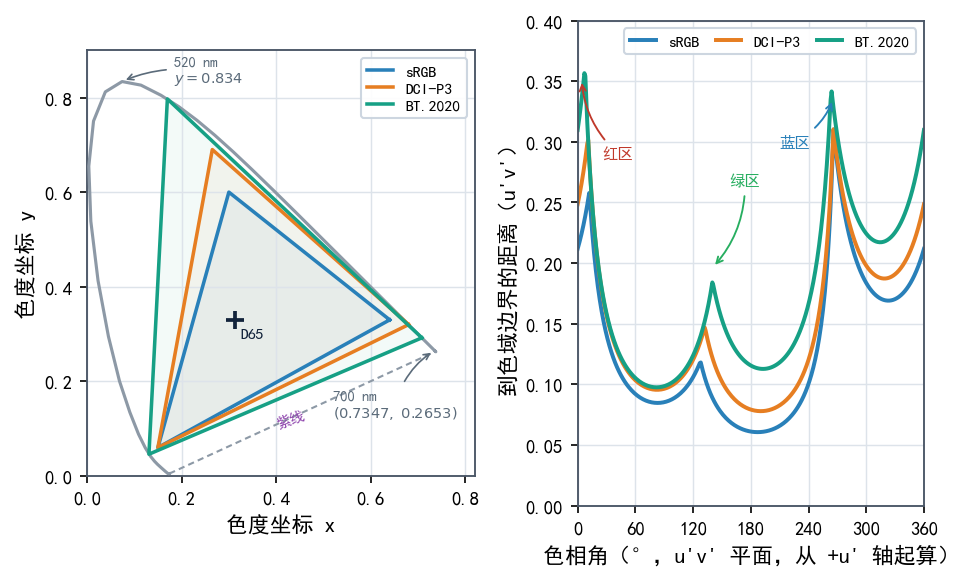 520 nm
y = 0.834
sRGB
DCI-P3
BT.2020
D65
700 nm
(0.7347, 0.2653)
紫线
色度坐标 y
0.8
0.6
0.4
0.2
0.0
0.0 0.2 0.4 0.6 0.8
色度坐标 x
sRGB DCI-P3 BT.2020
红区
绿区
蓝区
到色域边界的距离（u'v'）
0.40
0.35
0.30
0.25
0.20
0.15
0.10
0.05
0.00
0 60 120 180 240 300 360
色相角（°，u'v' 平面，从 +u' 轴起算）